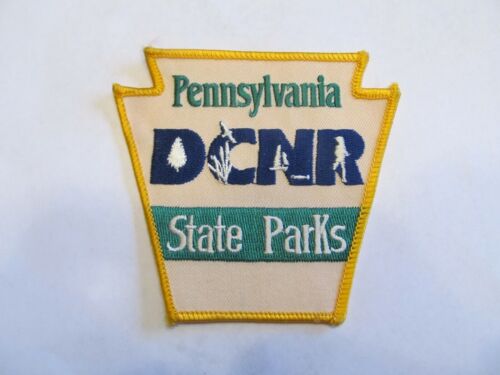 Pennsylvania
DCNR
State Parks